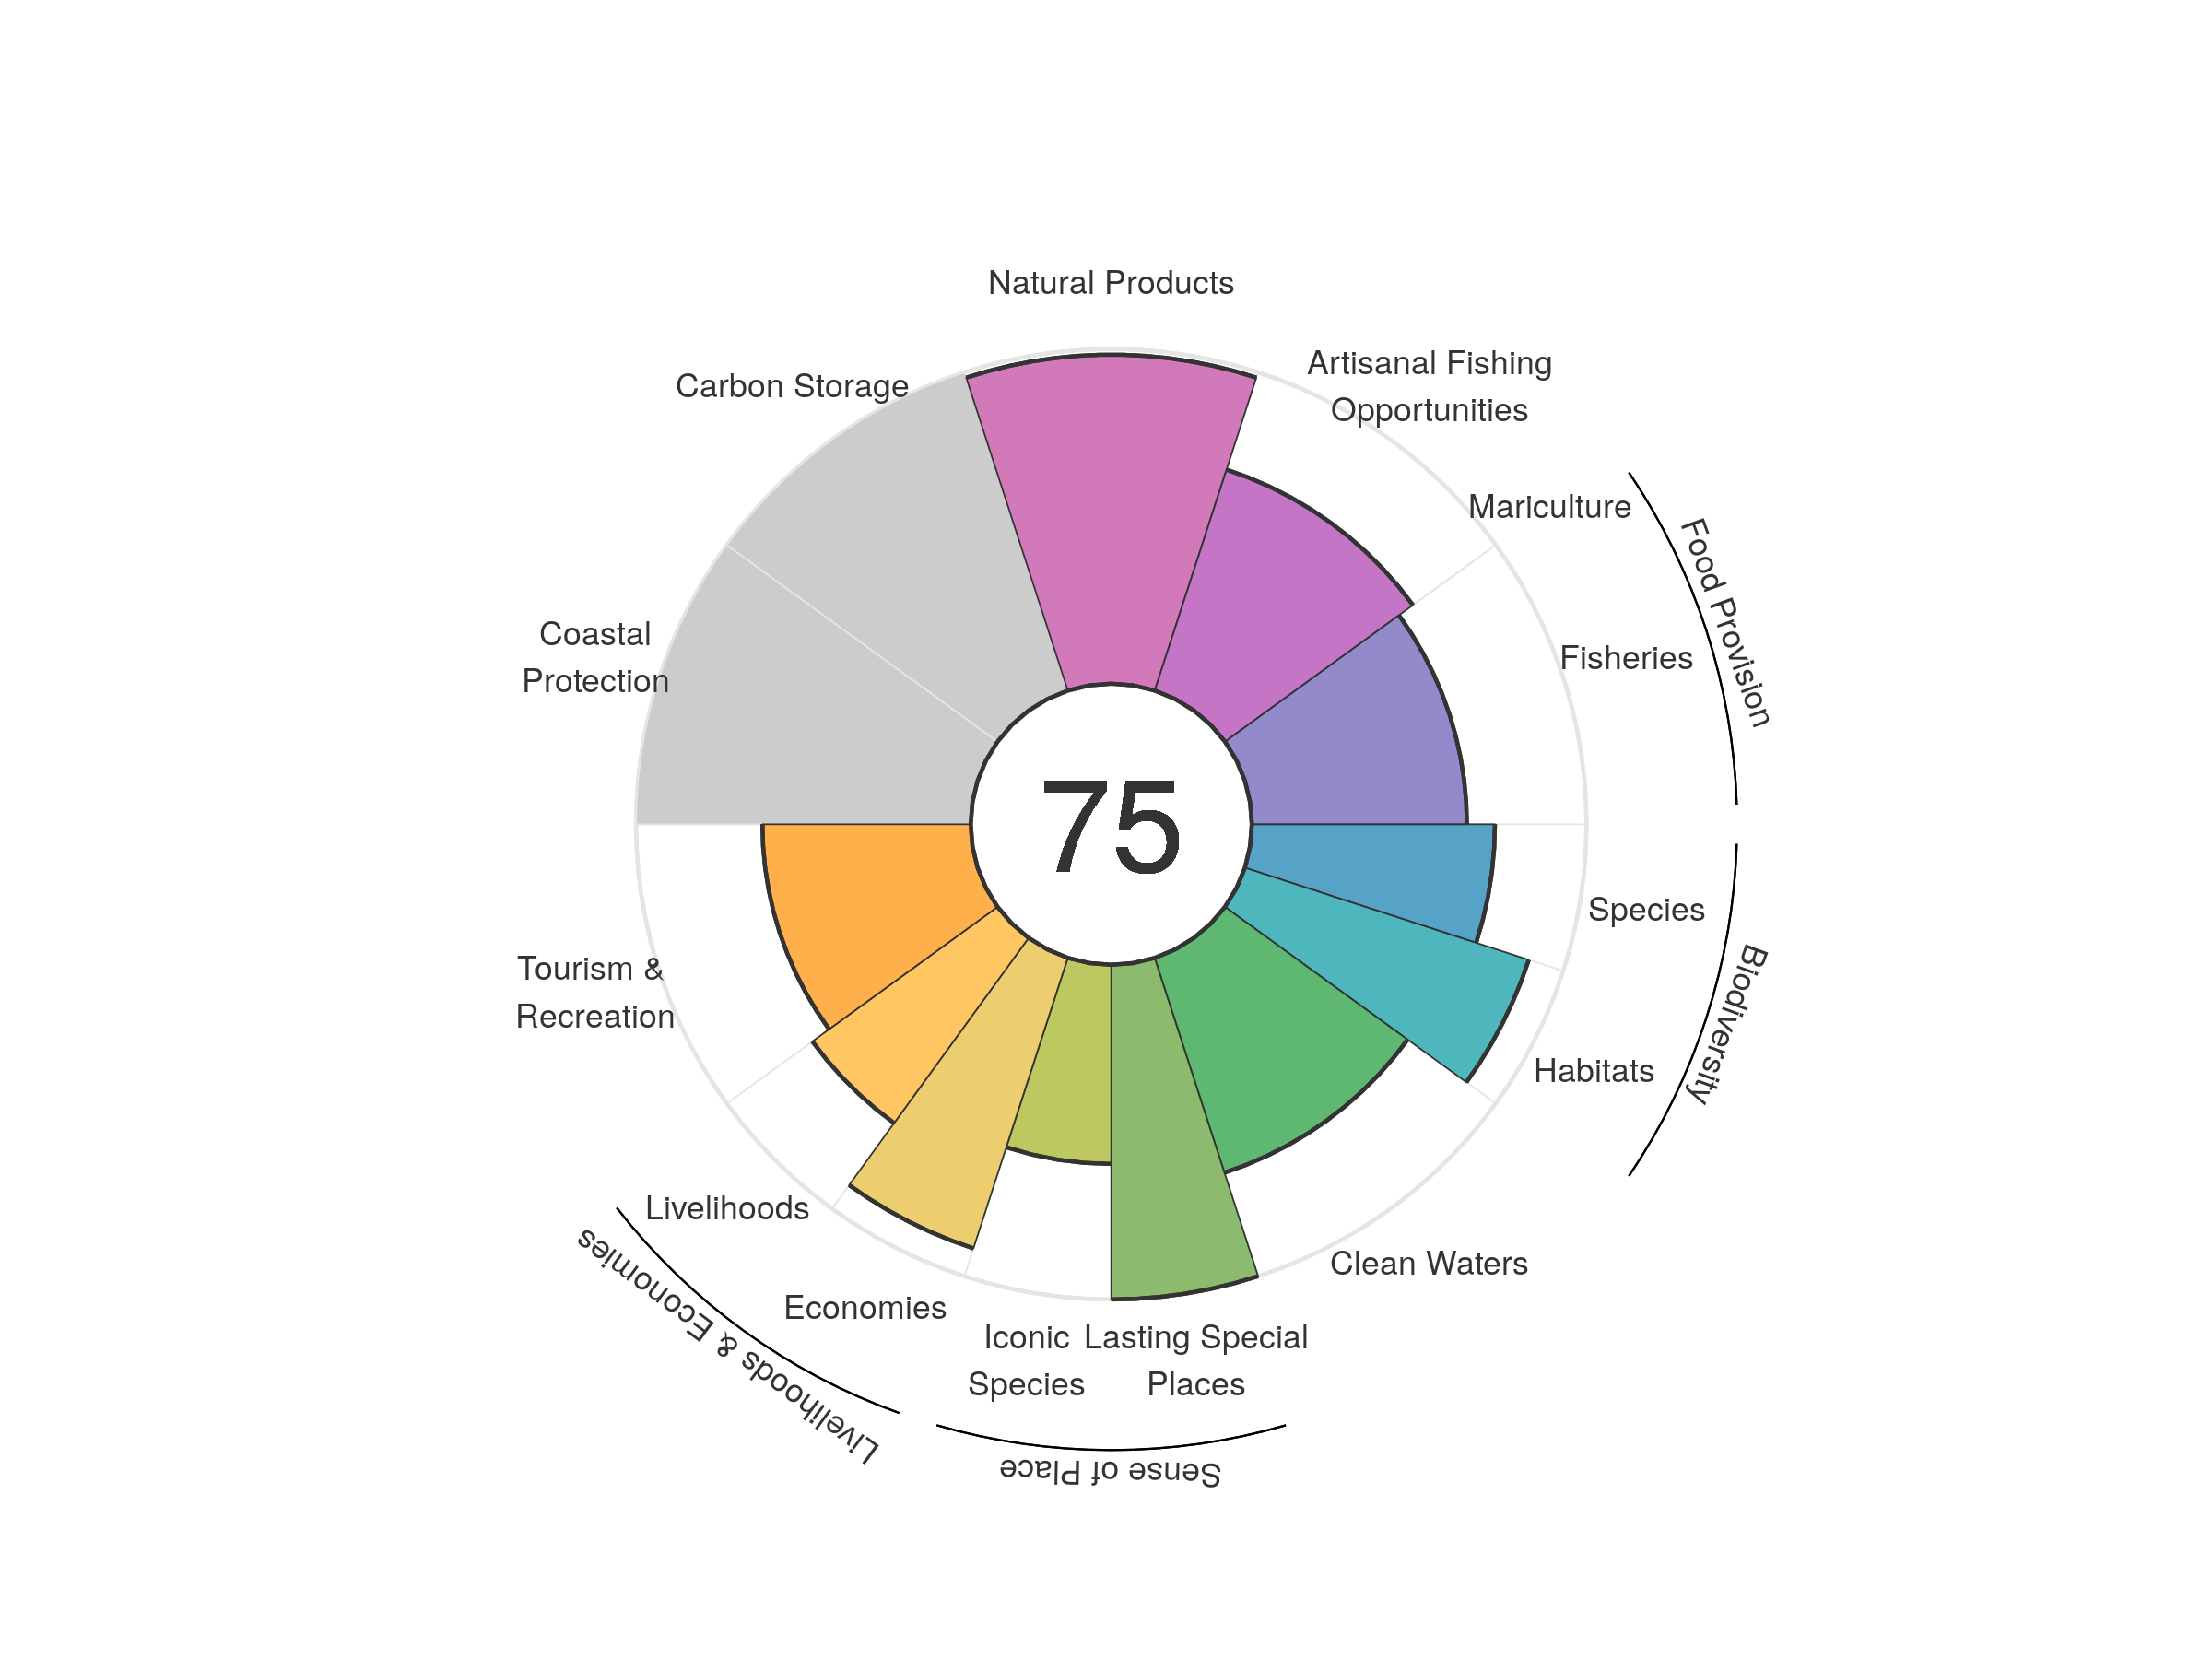 Natural Products
Artisanal Fishing
Opportunities
Carbon Storage
Mariculture
Food Provision
Fisheries
Coastal
Protection
75
Species
Biodiversity
Tourism &
Recreation
Habitats
Livelihoods
Clean Waters
Economies
Livelihoods & Economies
Iconic
Species
Lasting Special
Places
Sense of Place